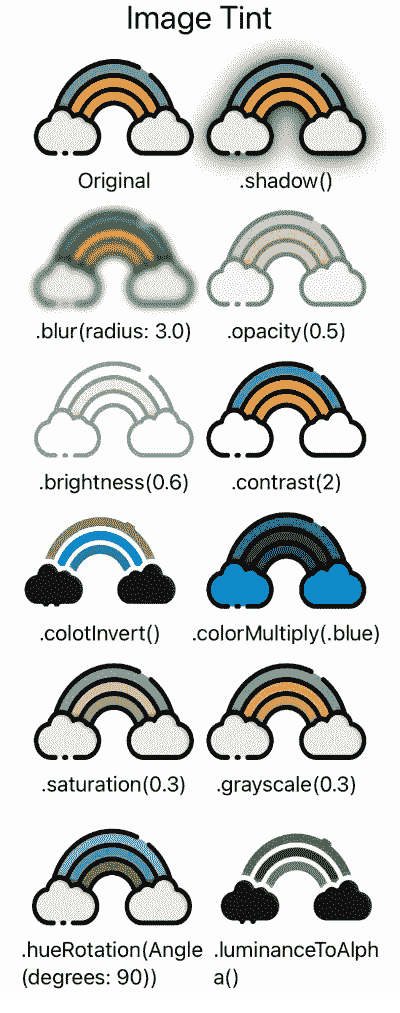 Image Tint
Original
.shadow()
.blur(radius: 3.0)
.opacity(0.5)
.brightness(0.6)
.contrast(2)
.colotInvert()
.colorMultiply(.blue)
.saturation(0.3)
.grayscale(0.3)
.hueRotation(Angle
(degrees: 90))
.luminanceToAlph
a()